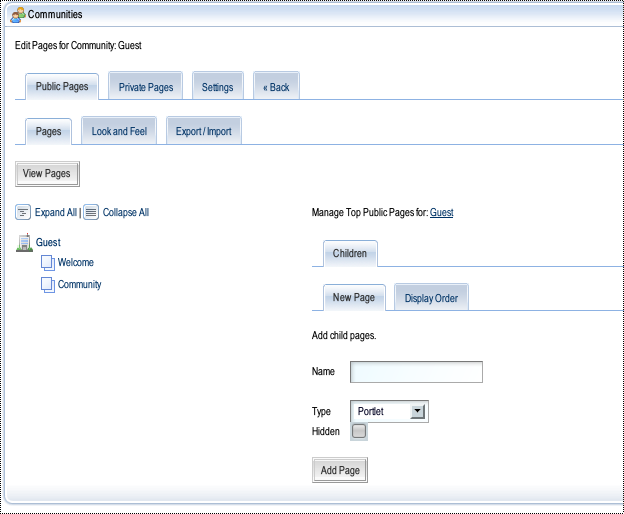 Communities
Edit Pages for Community: Guest
Public Pages Private Pages Settings « Back
Pages Look and Feel Export / Import
View Pages
Expand All | Collapse All
Guest
Welcome
Community
Manage Top Public Pages for: Guest
Children
New Page Display Order
Add child pages.
Name
Type Portlet
Hidden
Add Page